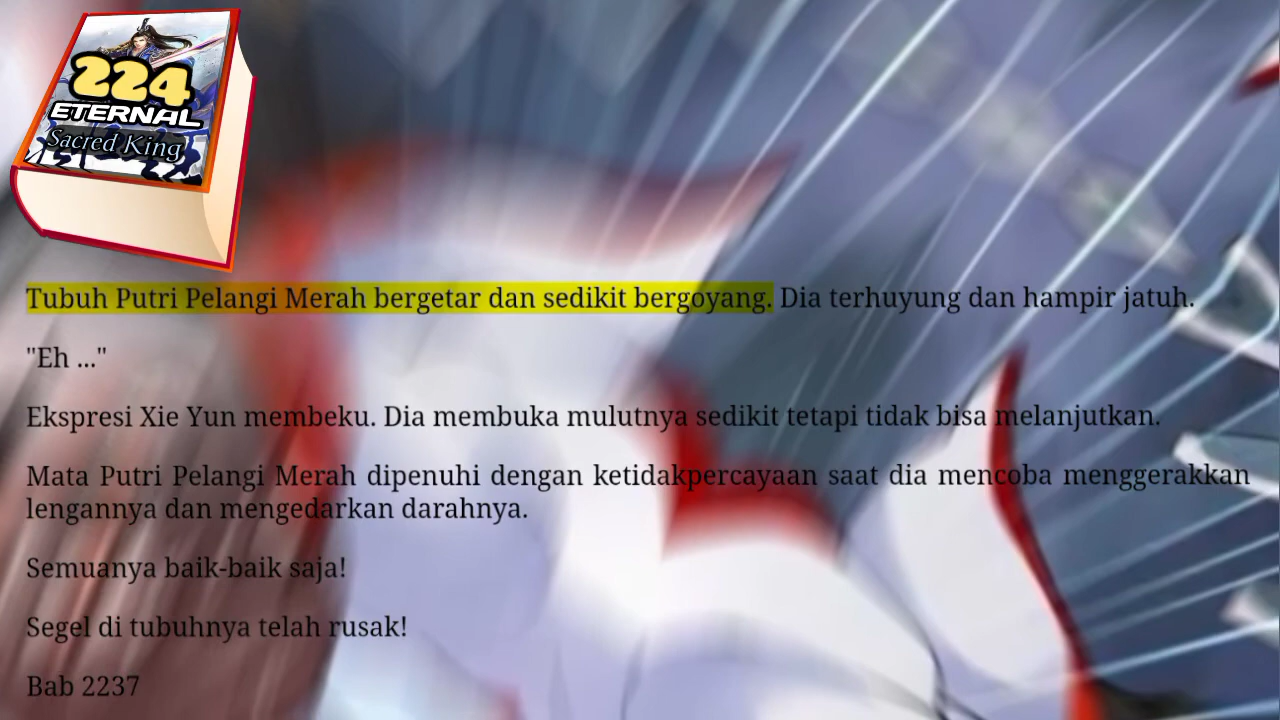 224
ETERNAL
Sacred King
Tubuh Putri Pelangi Merah bergetar dan sedikit bergoyang. Dia terhuyung dan hampir jatuh.
"Eh ..."
Ekspresi Xie Yun membeku. Dia membuka mulutnya sedikit tetapi tidak bisa melanjutkan.
Mata Putri Pelangi Merah dipenuhi dengan ketidakpercayaan saat dia mencoba menggerakkan
lengannya dan mengedarkan darahnya.
Semuanya baik-baik saja!
Segel di tubuhnya telah rusak!
Bab 2237